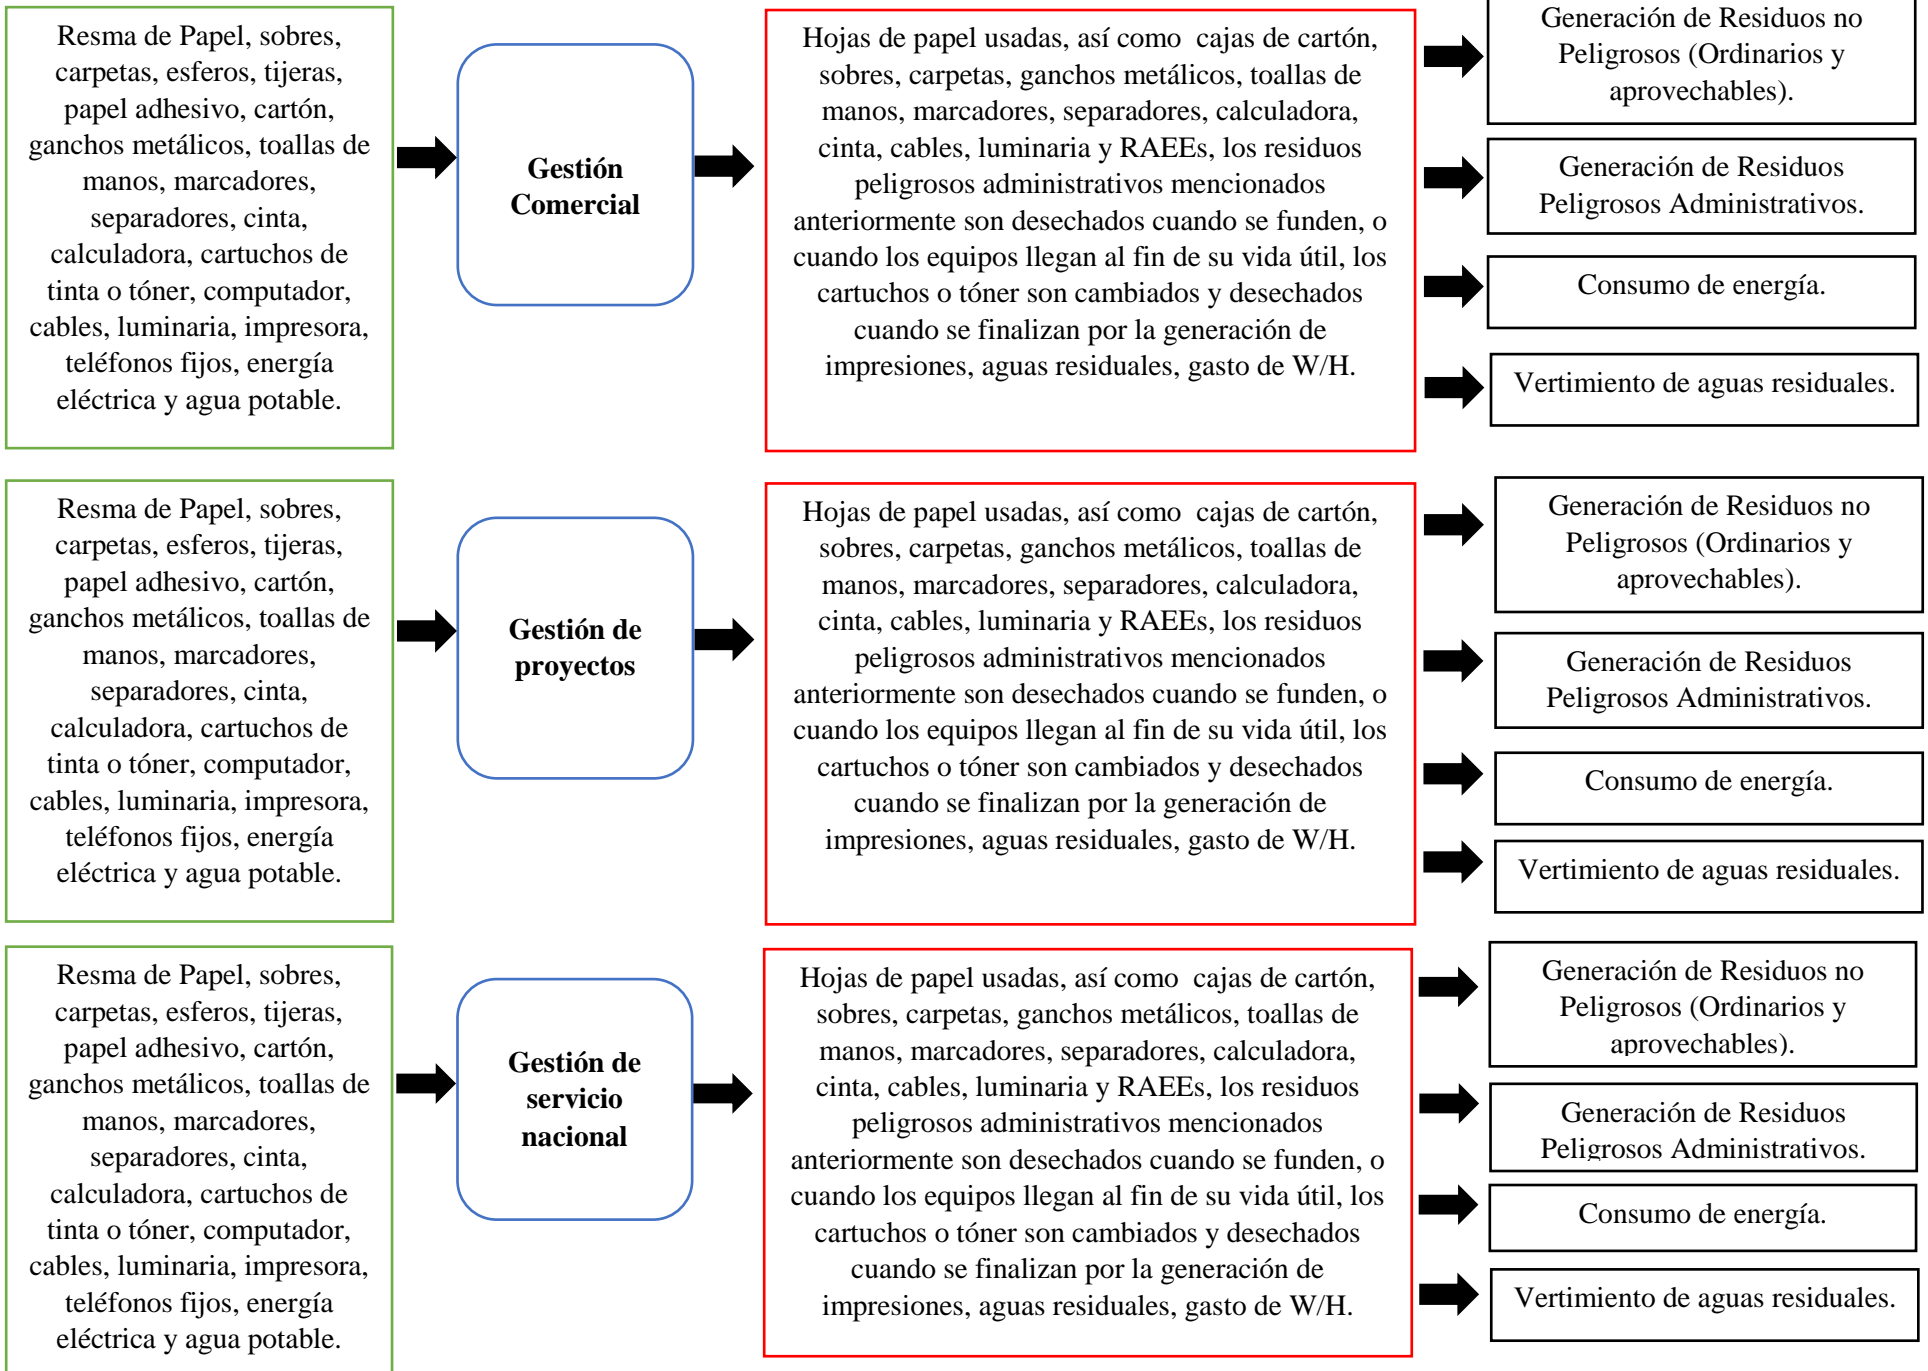 Resma de Papel, sobres,
carpetas, esferos, tijeras,
papel adhesivo, cartón,
ganchos metálicos, toallas de
manos, marcadores,
separadores, cinta,
calculadora, cartuchos de
tinta o tóner, computador,
cables, luminaria, impresora,
teléfonos fijos, energía
eléctrica y agua potable.
Gestión
Comercial
Hojas de papel usadas, así como  cajas de cartón,
sobres, carpetas, ganchos metálicos, toallas de
manos, marcadores, separadores, calculadora,
cinta, cables, luminaria y RAEEs, los residuos
peligrosos administrativos mencionados
anteriormente son desechados cuando se funden, o
cuando los equipos llegan al fin de su vida útil, los
cartuchos o tóner son cambiados y desechados
cuando se finalizan por la generación de
impresiones, aguas residuales, gasto de W/H.
Generación de Residuos no
Peligrosos (Ordinarios y
aprovechables).
Generación de Residuos
Peligrosos Administrativos.
Consumo de energía.
Vertimiento de aguas residuales.
Resma de Papel, sobres,
carpetas, esferos, tijeras,
papel adhesivo, cartón,
ganchos metálicos, toallas de
manos, marcadores,
separadores, cinta,
calculadora, cartuchos de
tinta o tóner, computador,
cables, luminaria, impresora,
teléfonos fijos, energía
eléctrica y agua potable.
Gestión de
proyectos
Hojas de papel usadas, así como  cajas de cartón,
sobres, carpetas, ganchos metálicos, toallas de
manos, marcadores, separadores, calculadora,
cinta, cables, luminaria y RAEEs, los residuos
peligrosos administrativos mencionados
anteriormente son desechados cuando se funden, o
cuando los equipos llegan al fin de su vida útil, los
cartuchos o tóner son cambiados y desechados
cuando se finalizan por la generación de
impresiones, aguas residuales, gasto de W/H.
Generación de Residuos no
Peligrosos (Ordinarios y
aprovechables).
Generación de Residuos
Peligrosos Administrativos.
Consumo de energía.
Vertimiento de aguas residuales.
Resma de Papel, sobres,
carpetas, esferos, tijeras,
papel adhesivo, cartón,
ganchos metálicos, toallas de
manos, marcadores,
separadores, cinta,
calculadora, cartuchos de
tinta o tóner, computador,
cables, luminaria, impresora,
teléfonos fijos, energía
eléctrica y agua potable.
Gestión de
servicio
nacional
Hojas de papel usadas, así como  cajas de cartón,
sobres, carpetas, ganchos metálicos, toallas de
manos, marcadores, separadores, calculadora,
cinta, cables, luminaria y RAEEs, los residuos
peligrosos administrativos mencionados
anteriormente son desechados cuando se funden, o
cuando los equipos llegan al fin de su vida útil, los
cartuchos o tóner son cambiados y desechados
cuando se finalizan por la generación de
impresiones, aguas residuales, gasto de W/H.
Generación de Residuos no
Peligrosos (Ordinarios y
aprovechables).
Generación de Residuos
Peligrosos Administrativos.
Consumo de energía.
Vertimiento de aguas residuales.